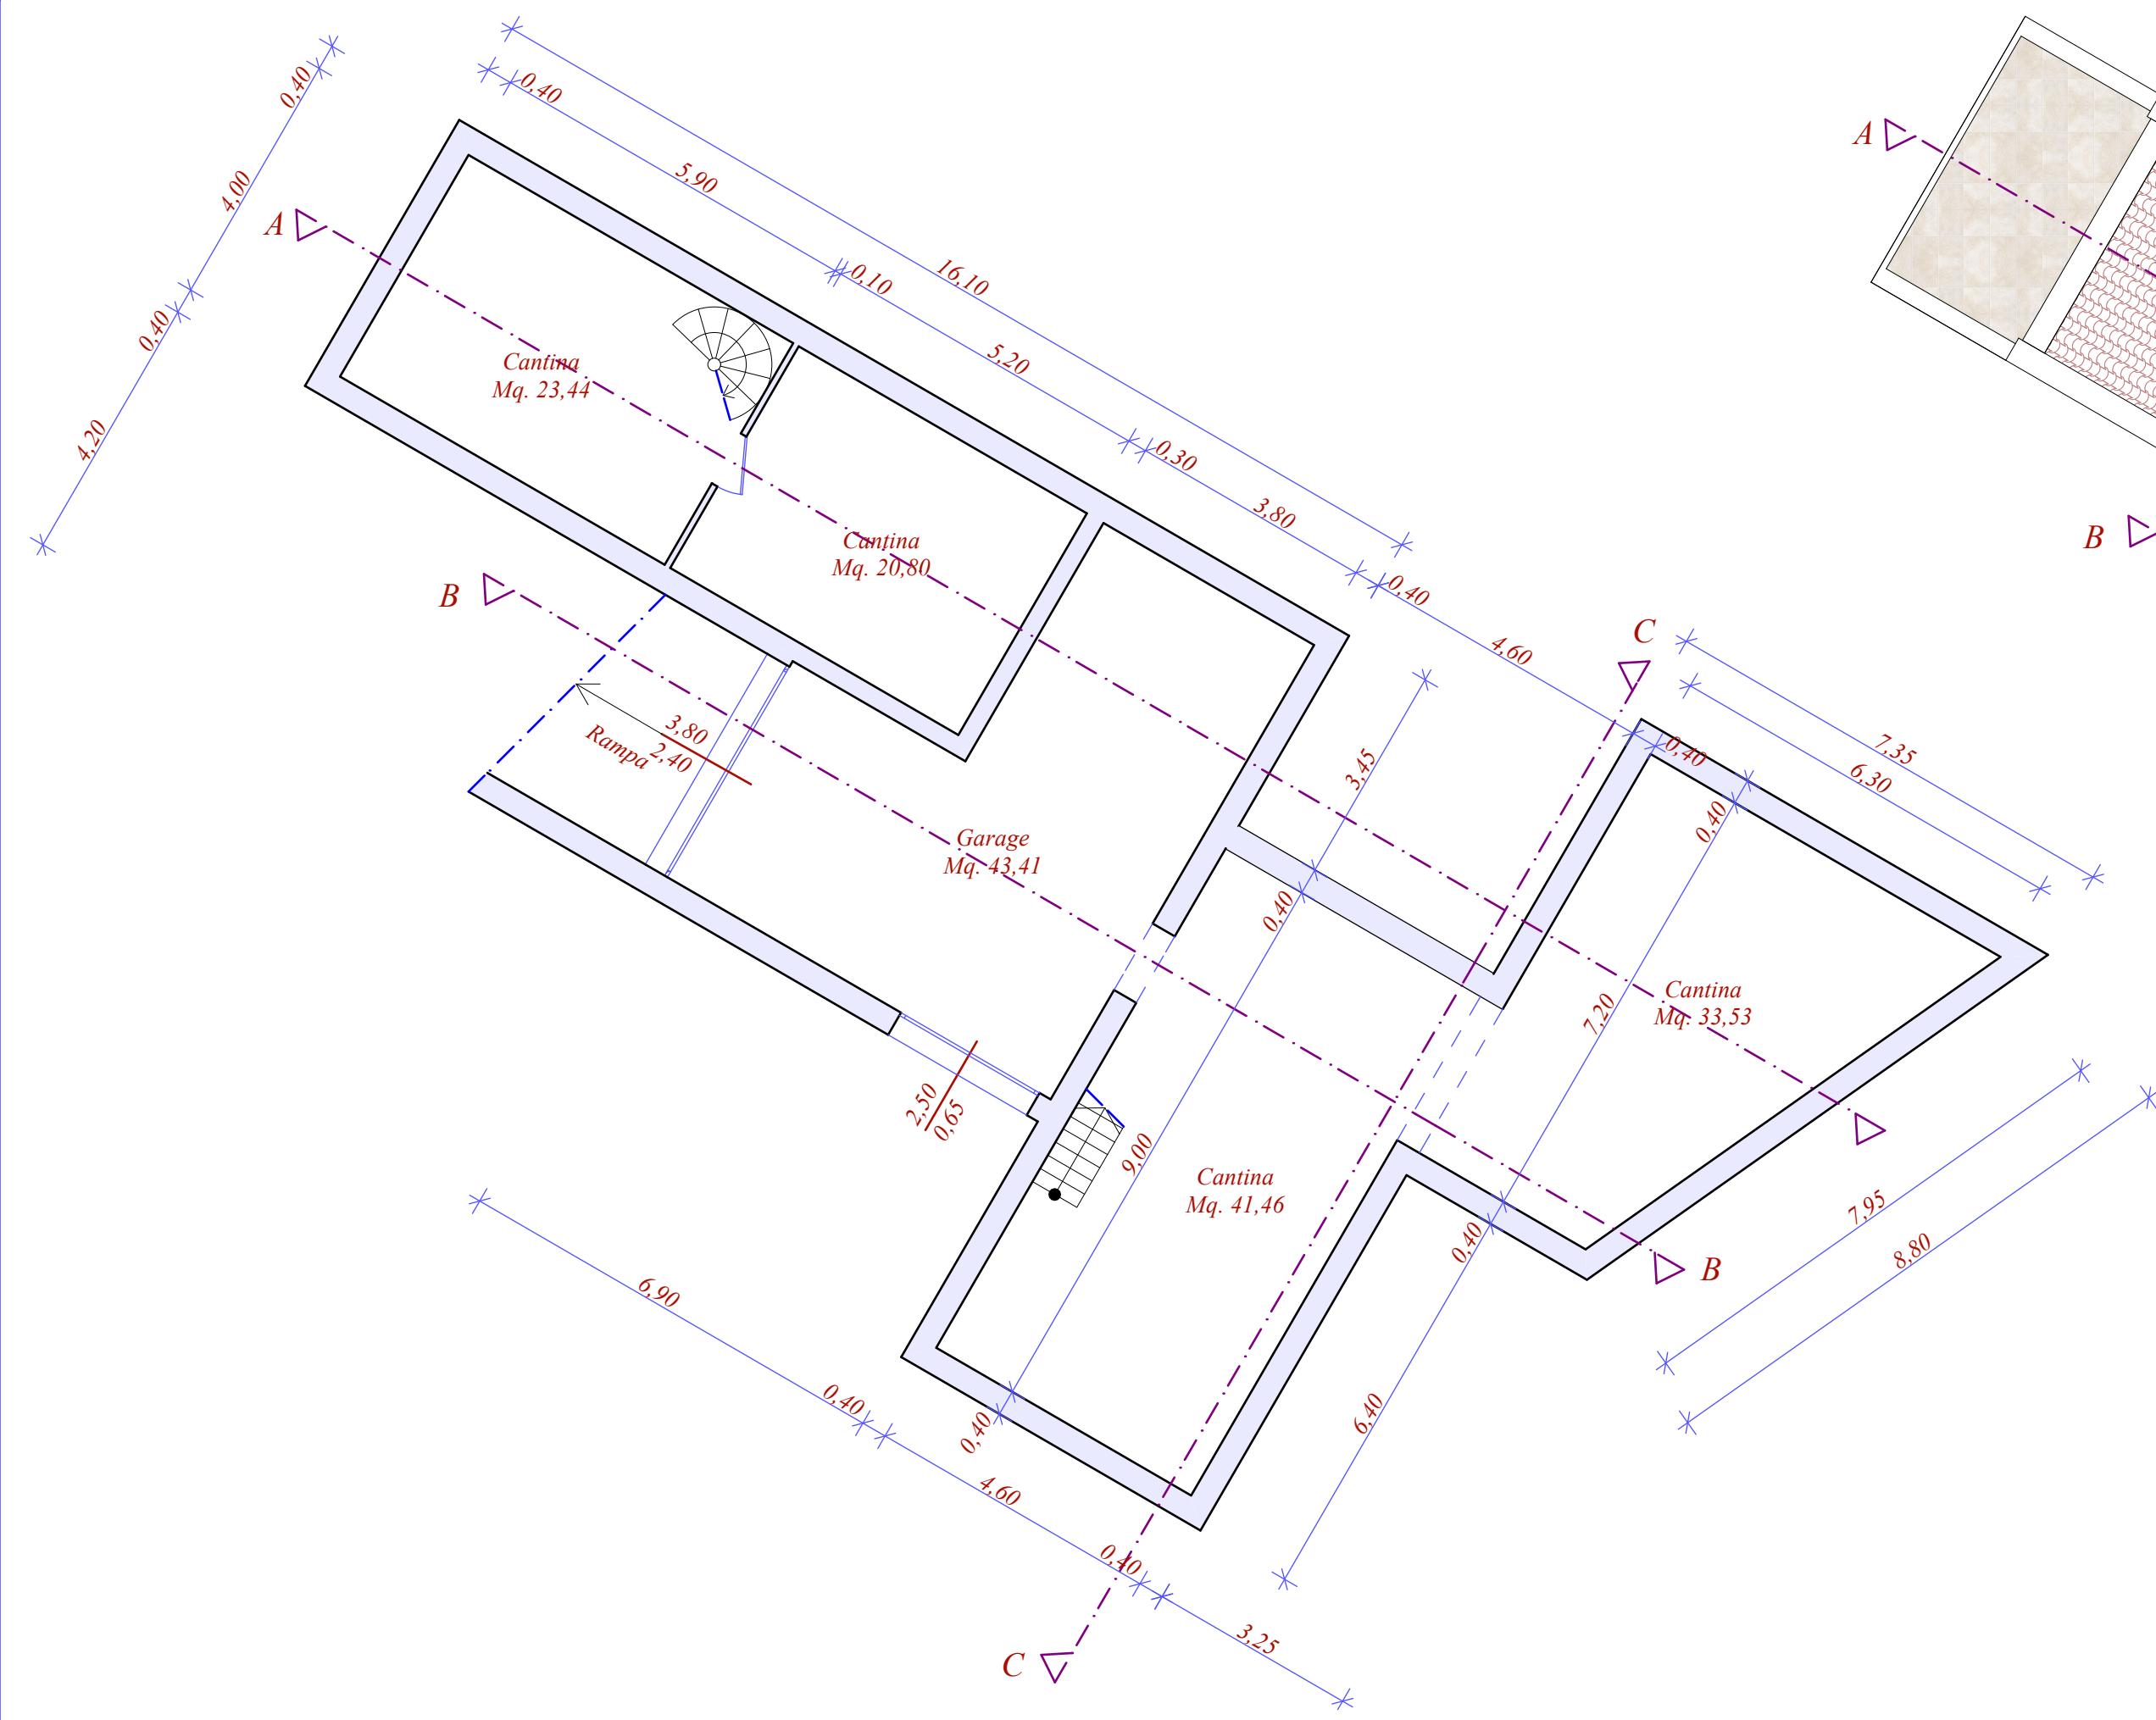 0,40
4,00
0,40
4,20
0,40
5,90
16,10
0,10
5,20
0,30
3,80
0,40
4,60
0,40
A
A
B
B
C
7,35
6,30
Cantina
Mq. 23,44
Cantina
Mq. 20,80
3,80
2,40
Rampa
Garage
Mq. 43,41
3,45
0,40
0,40
7,20
Cantina
Mq. 33,53
2,50
0,65
9,00
Cantina
Mq. 41,46
0,40
B
7,95
8,80
6,90
0,40
0,40
4,60
0,40
6,40
3,25
C